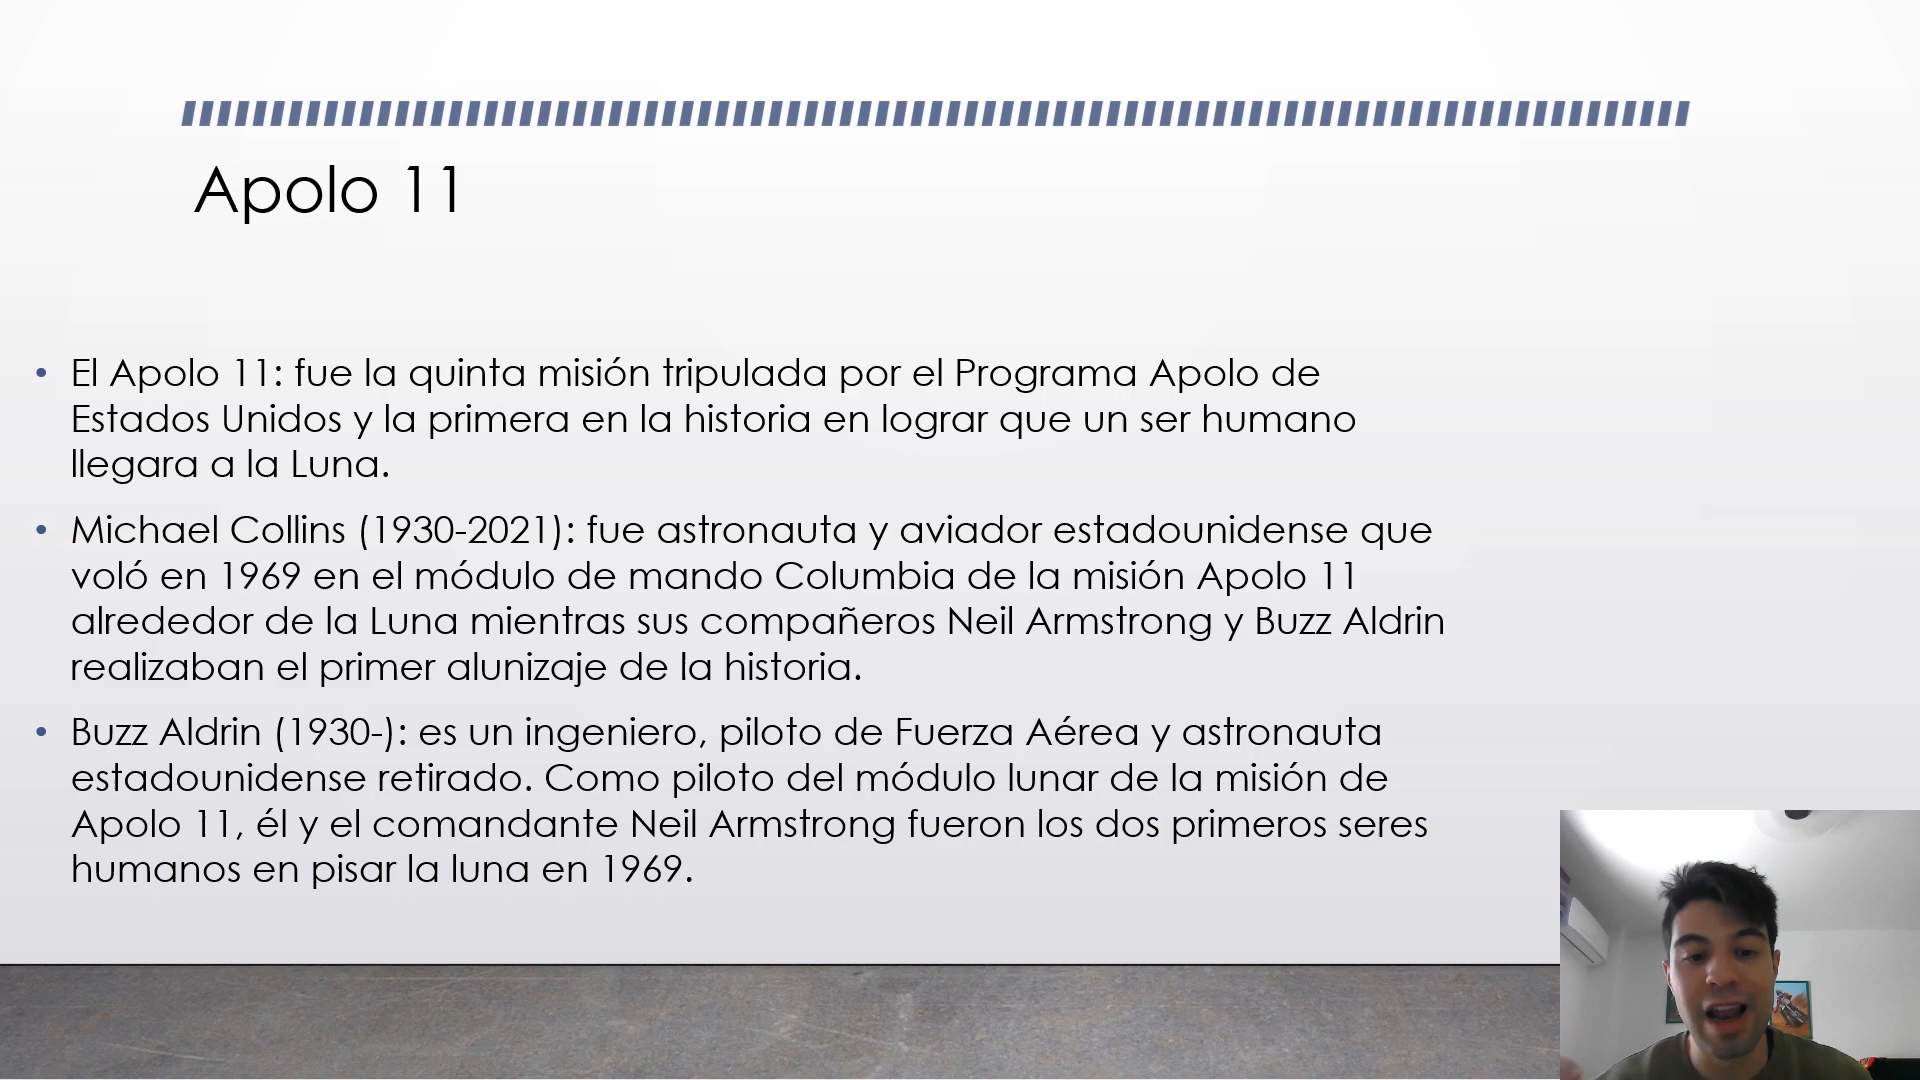 Apolo 11
• El Apolo 11: fue la quinta misión tripulada por el Programa Apolo de
Estados Unidos y la primera en la historia en lograr que un ser humano
llegara a la Luna.
• Michael Collins (1930-2021): fue astronauta y aviador estadounidense que
voló en 1969 en el módulo de mando Columbia de la misión Apolo 11
alrededor de la Luna mientras sus compañeros Neil Armstrong y Buzz Aldrin
realizaban el primer alunizaje de la historia.
• Buzz Aldrin (1930-): es un ingeniero, piloto de Fuerza Aérea y astronauta
estadounidense retirado. Como piloto del módulo lunar de la misión de
Apolo 11, él y el comandante Neil Armstrong fueron los dos primeros seres
humanos en pisar la luna en 1969.